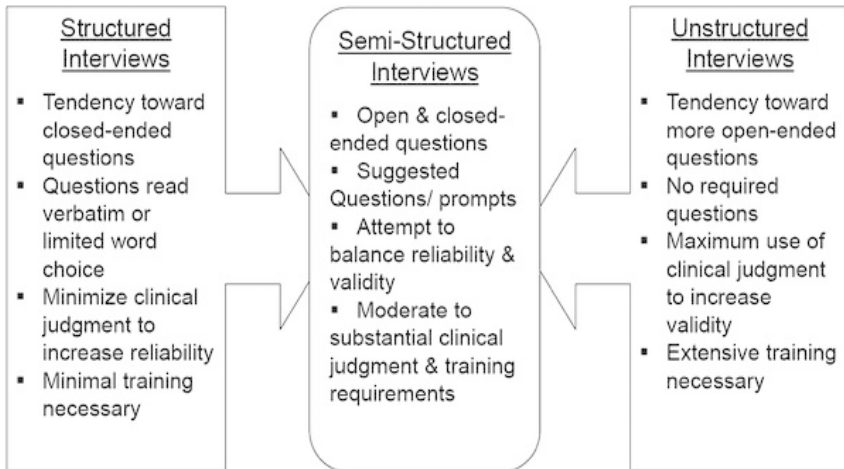 Structured
Interviews
▪ Tendency toward
closed-ended
questions
▪ Questions read
verbatim or
limited word
choice
▪ Minimize clinical
judgment to
increase reliability
▪ Minimal training
necessary
Semi-Structured
Interviews
▪ Open & closed-
ended questions
▪ Suggested
Questions/ prompts
▪ Attempt to
balance reliability &
validity
▪ Moderate to
substantial clinical
judgment & training
requirements
Unstructured
Interviews
▪ Tendency toward
more open-ended
questions
▪ No required
questions
▪ Maximum use of
clinical judgment
to increase
validity
▪ Extensive training
necessary